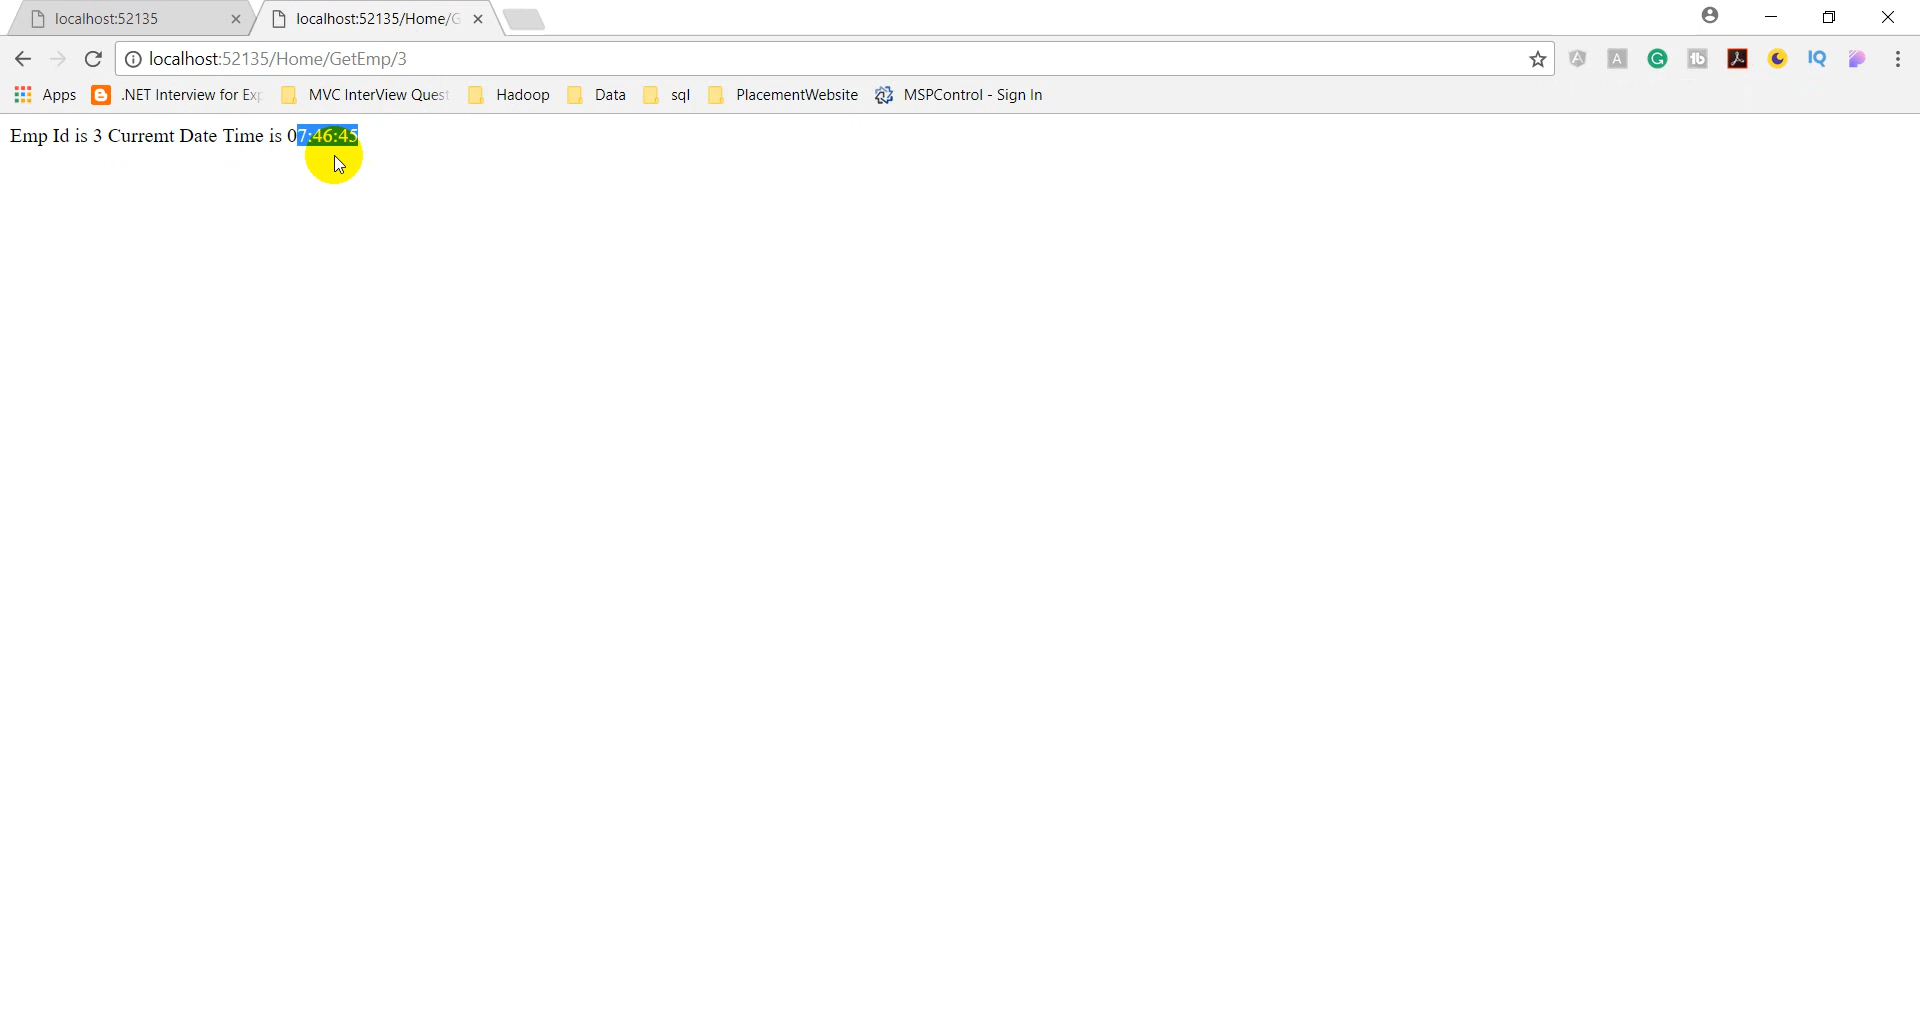 localhost:52135
localhost:52135/Home/G
localhost:52135/Home/GetEmp/3
Apps .NET Interview for Exp MVC InterView Quest Hadoop Data sql PlacementWebsite MSPControl - Sign In
Emp Id is 3 Curremt Date Time is 07:46:45